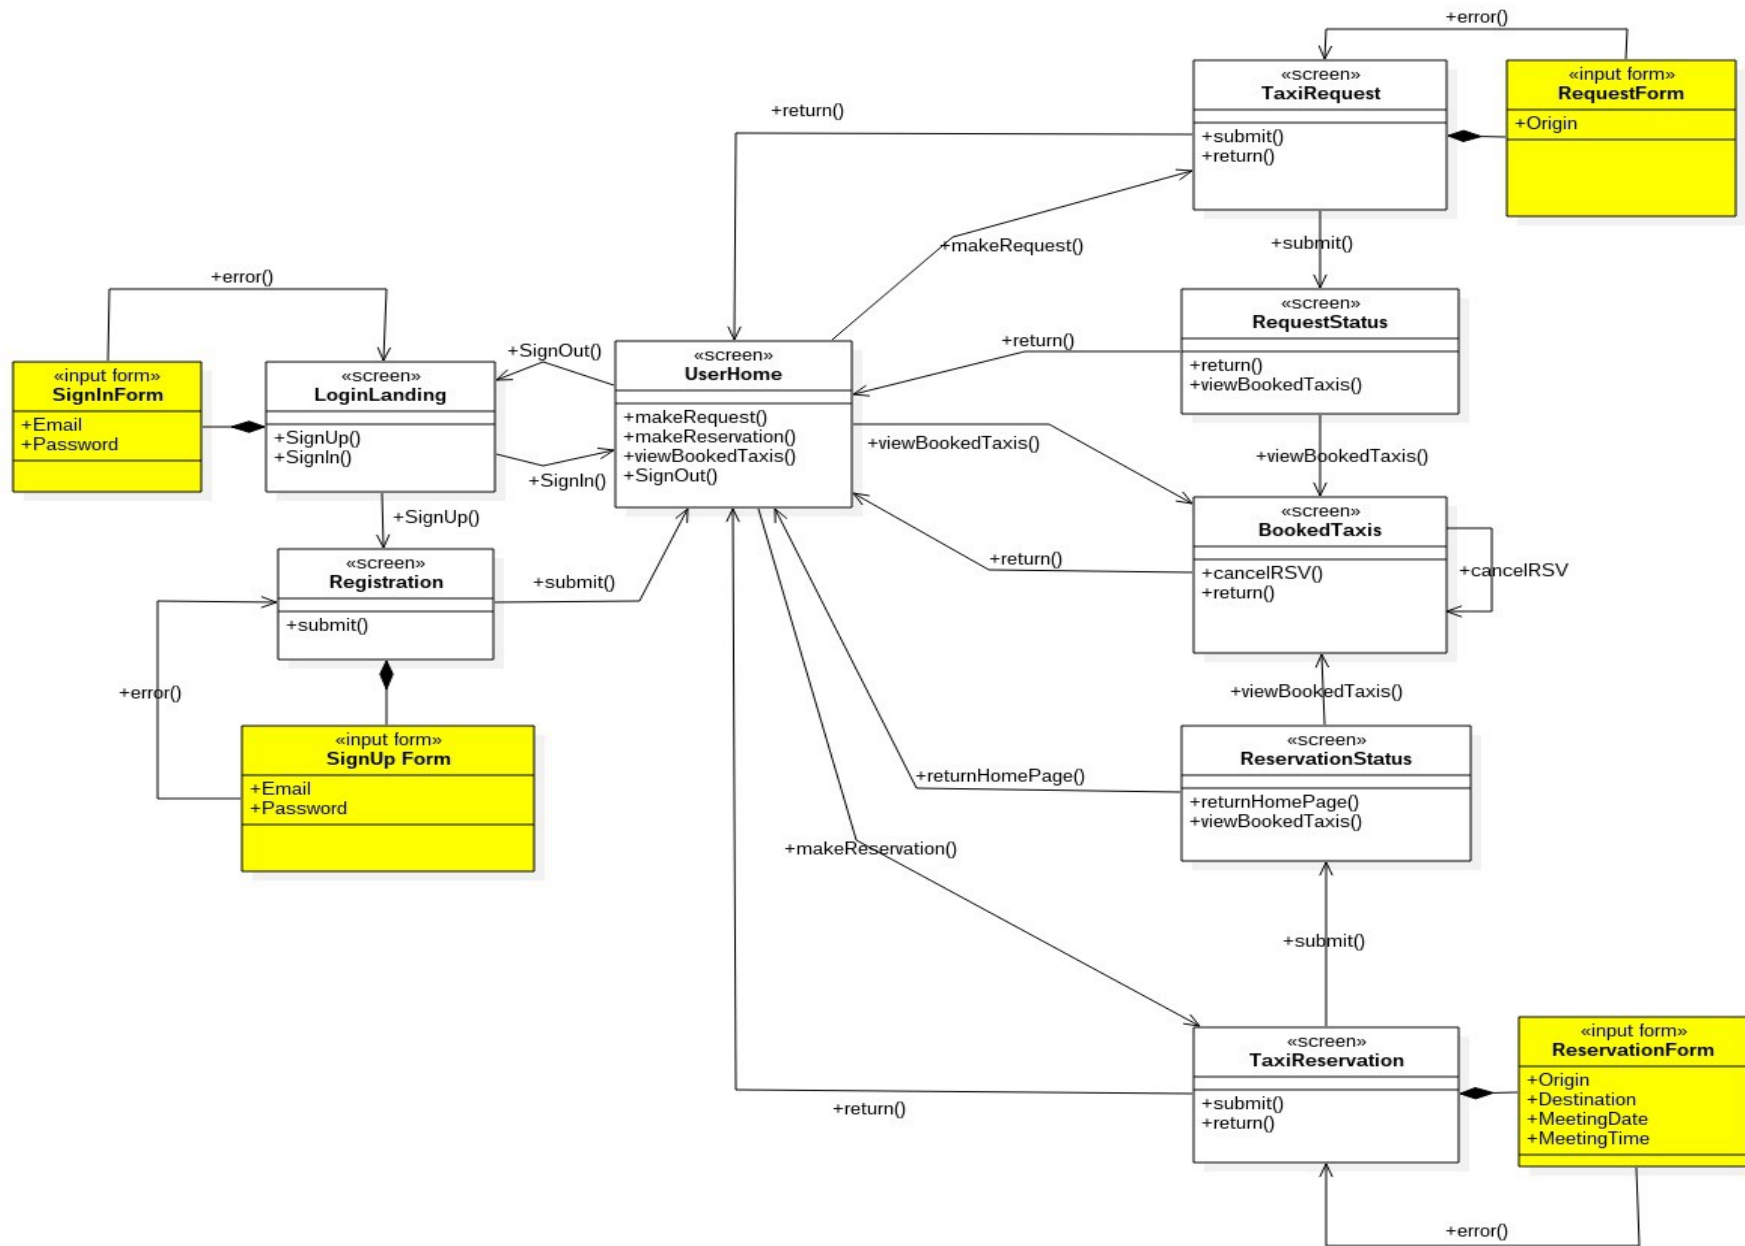 +error()
«screen»
TaxiRequest
+submit()
+return()
«input form»
RequestForm
+Origin
+return()
+makeRequest()
+submit()
+error()
«screen»
RequestStatus
+return()
+viewBookedTaxis()
+return()
«input form»
SignInForm
+Email
+Password
«screen»
LoginLanding
+SignUp()
+SignIn()
+SignOut()
+SignIn()
«screen»
UserHome
+makeRequest()
+makeReservation()
+viewBookedTaxis()
+SignOut()
+viewBookedTaxis()
+viewBookedTaxis()
+SignUp()
«screen»
BookedTaxis
+cancelRSV()
+return()
+cancelRSV
+return()
«screen»
Registration
+submit()
+submit()
+error()
«input form»
SignUp Form
+Email
+Password
+viewBookedTaxis()
«screen»
ReservationStatus
+returnHomePage()
+viewBookedTaxis()
+returnHomePage()
+makeReservation()
+submit()
«screen»
TaxiReservation
+submit()
+return()
«input form»
ReservationForm
+Origin
+Destination
+MeetingDate
+MeetingTime
+return()
+error()